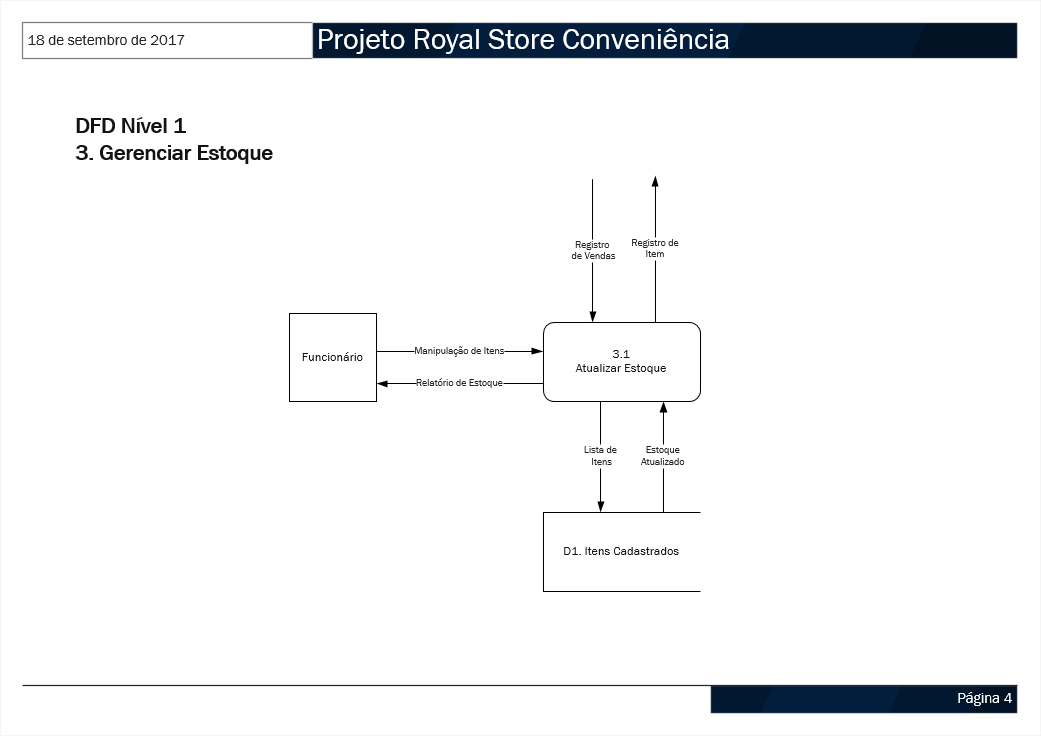 18 de setembro de 2017
Projeto Royal Store Conveniência
DFD Nível 1
3. Gerenciar Estoque
Registro
de Vendas
Registro de
Item
Funcionário
Manipulação de Itens
Relatório de Estoque
3.1
Atualizar Estoque
Lista de
Itens
Estoque
Atualizado
D1. Itens Cadastrados
Página 4